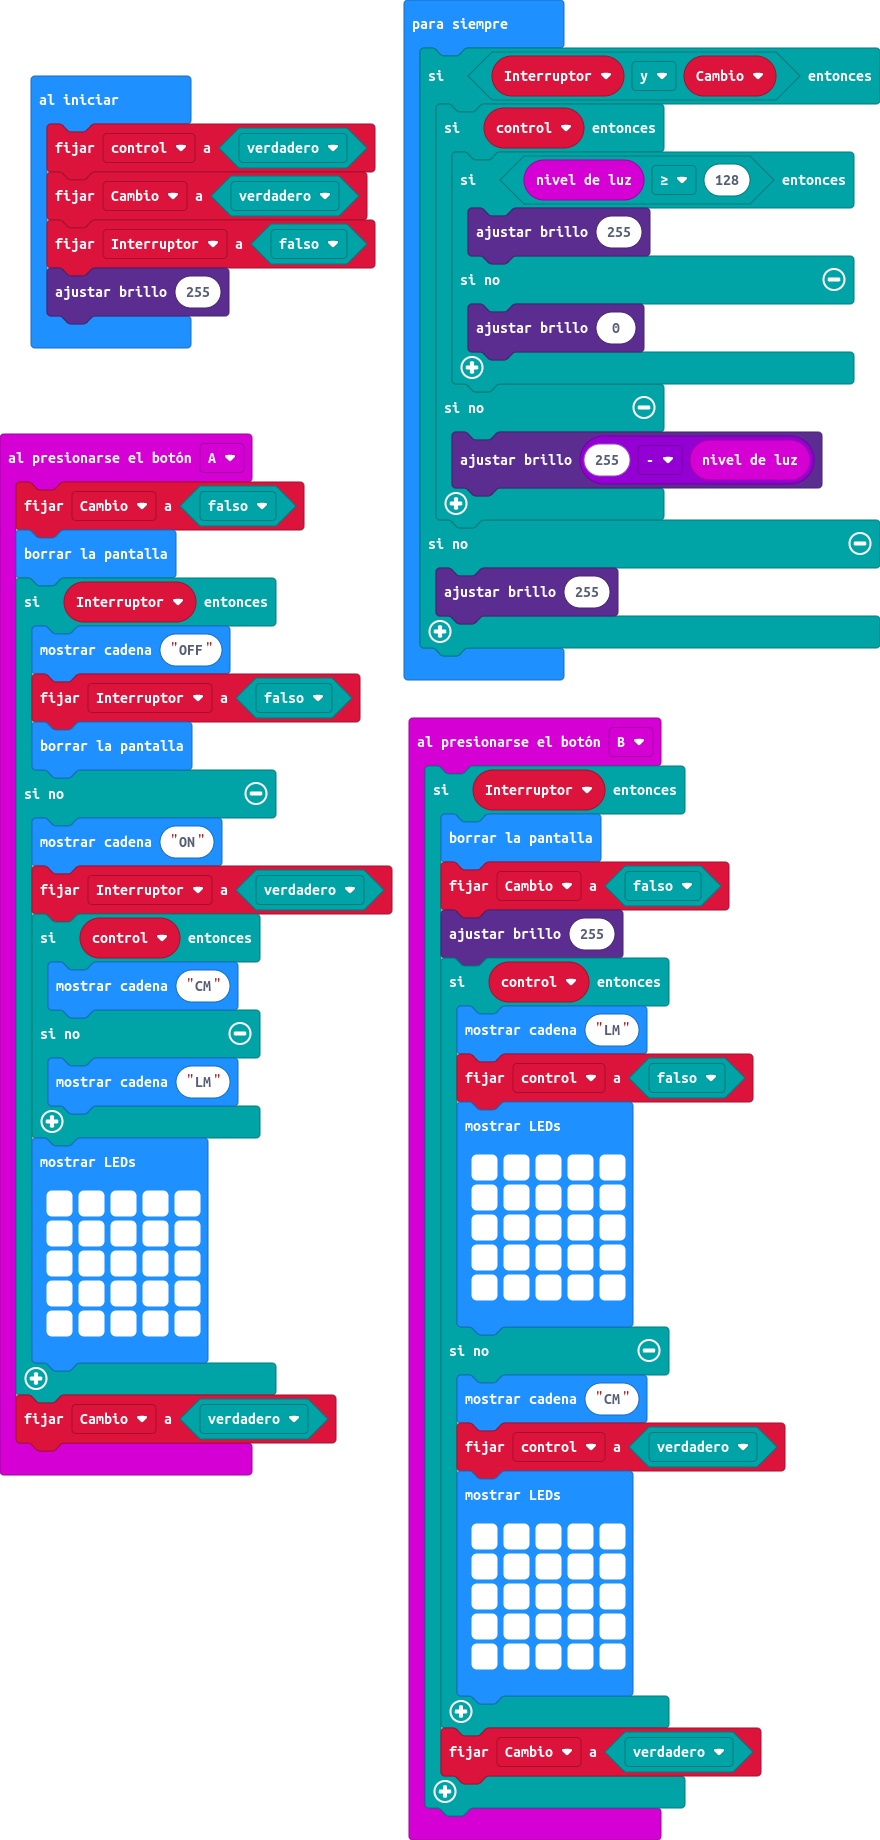 al iniciar
fijar control a verdadero
fijar Cambio a verdadero
fijar Interruptor a falso
ajustar brillo 255
para siempre
si Interruptor y Cambio entonces
si control entonces
si nivel de luz ≥ 128 entonces
ajustar brillo 255
si no
ajustar brillo 0
si no
ajustar brillo 255 - nivel de luz
si no
ajustar brillo 255
al presionarse el botón A
fijar Cambio a falso
borrar la pantalla
si Interruptor entonces
mostrar cadena "OFF"
fijar Interruptor a falso
borrar la pantalla
si no
mostrar cadena "ON"
fijar Interruptor a verdadero
si control entonces
mostrar cadena "CM"
si no
mostrar cadena "LM"
mostrar LEDs
fijar Cambio a verdadero
al presionarse el botón B
si Interruptor entonces
borrar la pantalla
fijar Cambio a falso
ajustar brillo 255
si control entonces
mostrar cadena "LM"
fijar control a falso
mostrar LEDs
si no
mostrar cadena "CM"
fijar control a verdadero
mostrar LEDs
fijar Cambio a verdadero